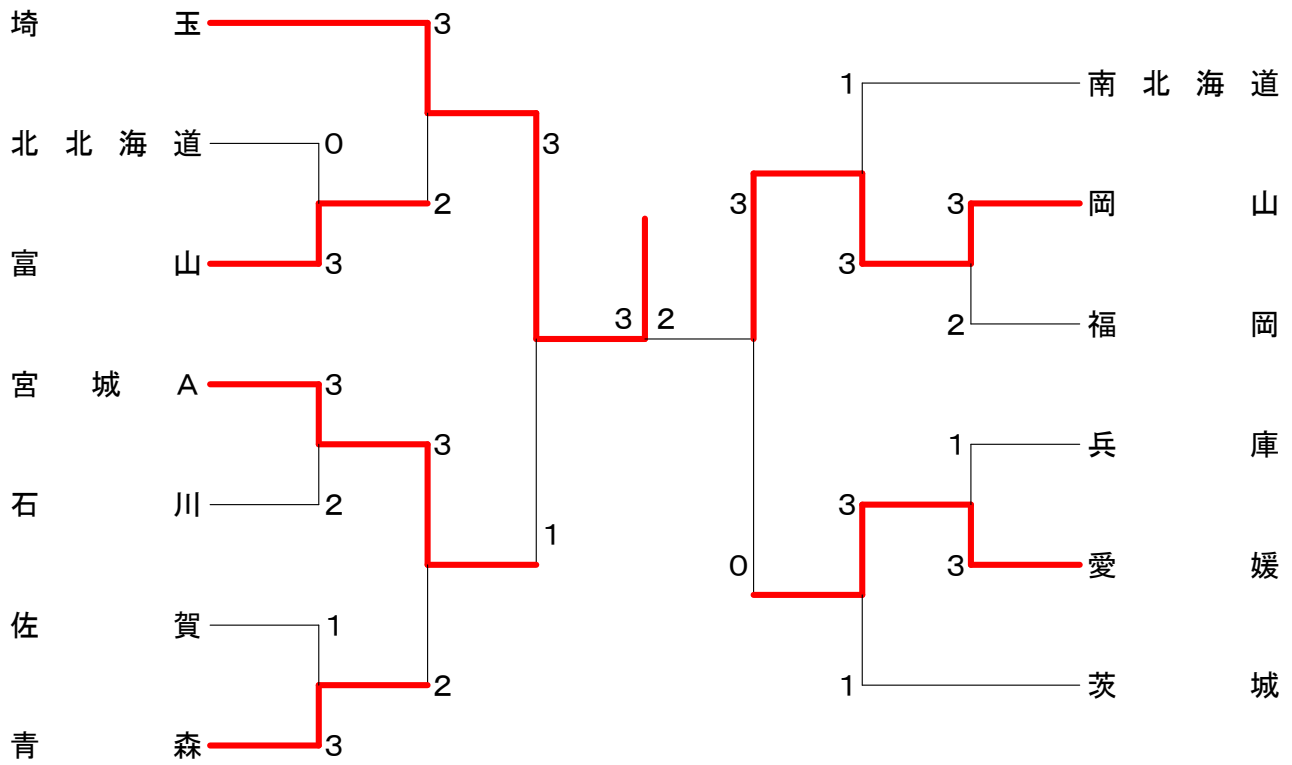 埼玉 3
1 南北海道
北北海道 0
3
2
3
3 岡山
富山 3
3
3 2
2 福岡
宮城A 3
3
1 兵庫
石川 2
3
1
0
3 愛媛
佐賀 1
2
1 茨城
青森 3